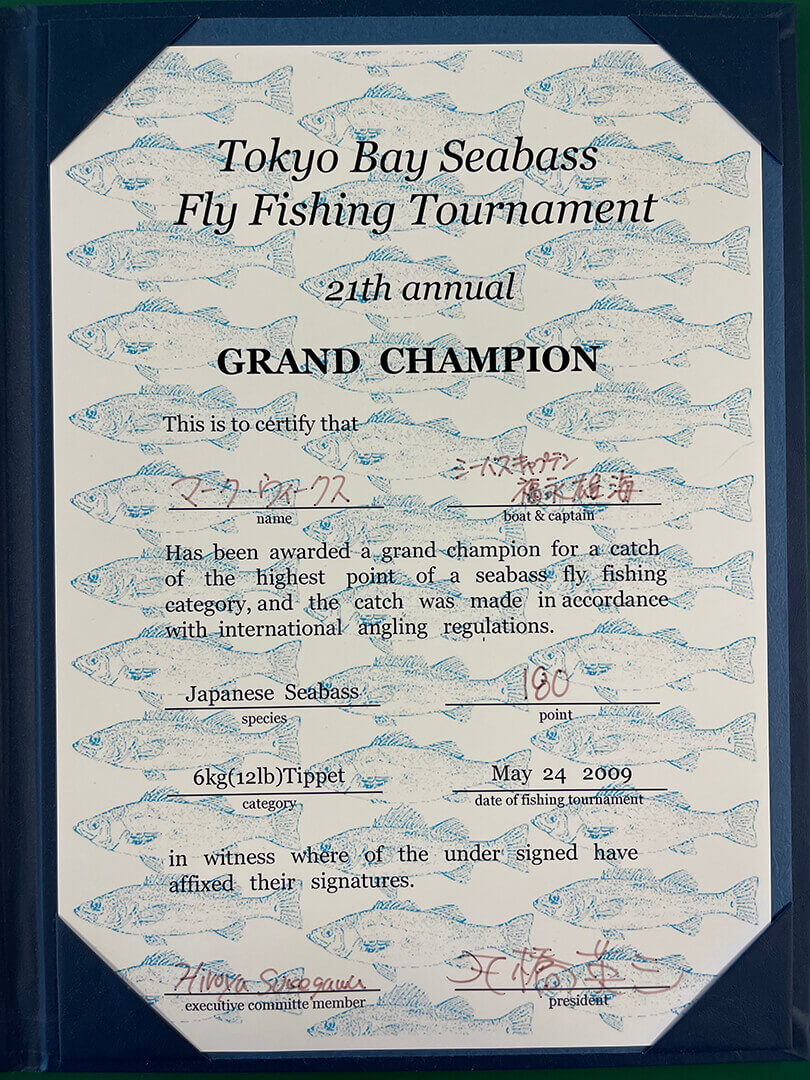 Tokyo Bay Seabass
Fly Fishing Tournament
21th annual
GRAND CHAMPION
This is to certify that
シーバスキャプテン
マーク・ウィークス 福永雄海
name boat & captain
Has been awarded a grand champion for a catch
of the highest point of a seabass fly fishing
category, and the catch was made in accordance
with international angling regulations.
Japanese Seabass 180
species point
6kg(12lb)Tippet May 24 2009
category date of fishing tournament
in witness where of the under signed have
affixed their signatures.
Hiroya
executive committe member president